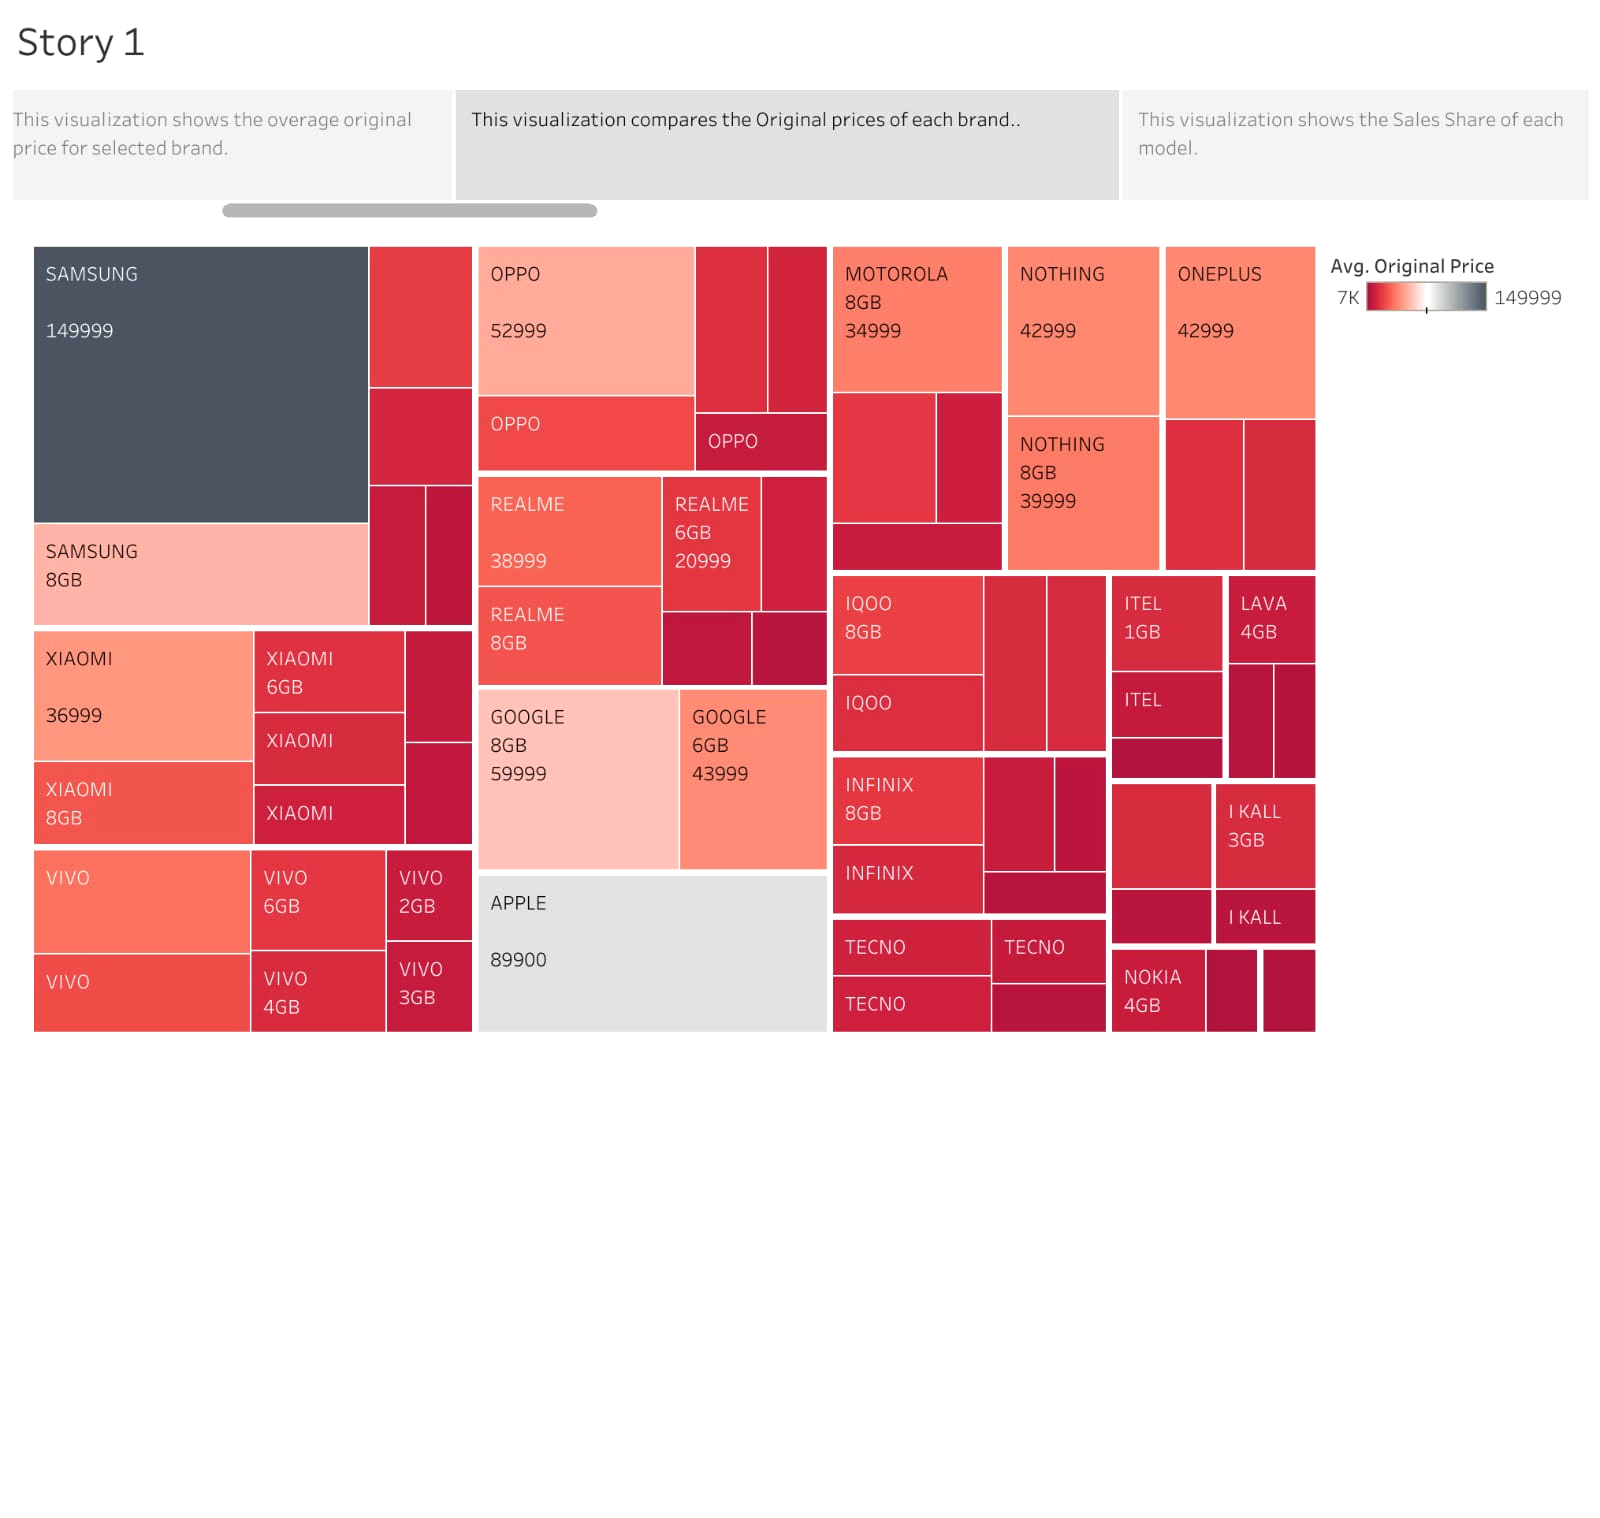 Story 1
This visualization shows the overage original
price for selected brand.
This visualization compares the Original prices of each brand..
This visualization shows the Sales Share of each
model.
SAMSUNG
149999
SAMSUNG
8GB
XIAOMI
36999
XIAOMI
8GB
XIAOMI
6GB
XIAOMI
XIAOMI
VIVO
VIVO
VIVO
6GB
VIVO
4GB
VIVO
2GB
VIVO
3GB
OPPO
52999
OPPO
OPPO
REALME
38999
REALME
8GB
REALME
6GB
20999
GOOGLE
8GB
59999
GOOGLE
6GB
43999
APPLE
89900
MOTOROLA
8GB
34999
NOTHING
42999
NOTHING
8GB
39999
ONEPLUS
42999
IQOO
8GB
IQOO
INFINIX
8GB
INFINIX
TECNO
TECNO
TECNO
ITEL
1GB
ITEL
LAVA
4GB
I KALL
3GB
I KALL
NOKIA
4GB
Avg. Original Price
7K
149999